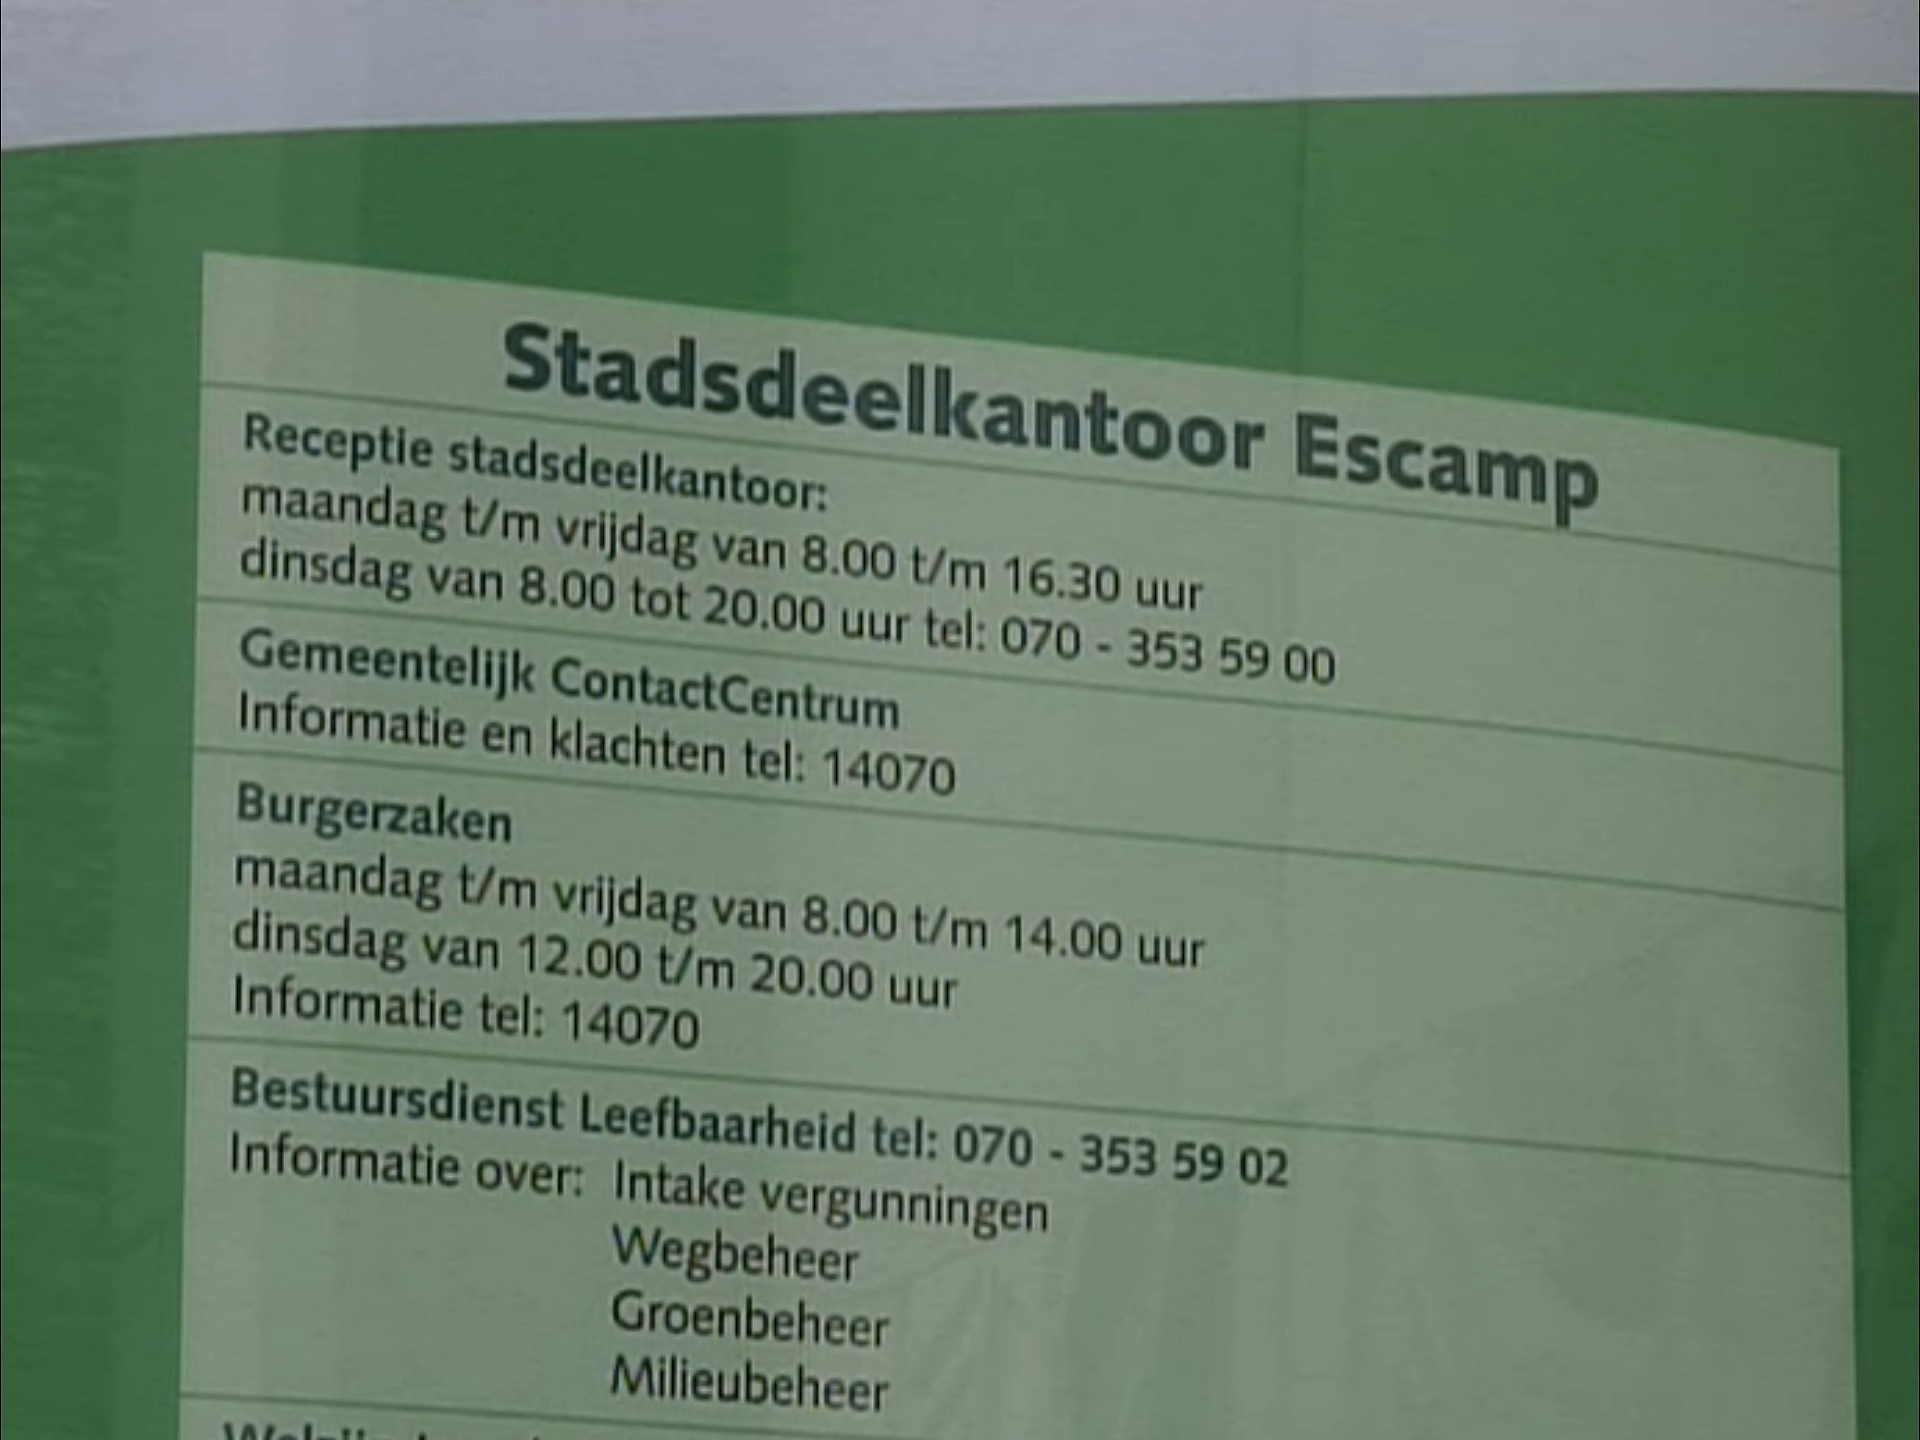 Stadsdeelkantoor Escamp
Receptie stadsdeelkantoor:
maandag t/m vrijdag van 8.00 t/m 16.30 uur
dinsdag van 8.00 tot 20.00 uur tel: 070 - 353 59 00
Gemeentelijk ContactCentrum
Informatie en klachten tel: 14070
Burgerzaken
maandag t/m vrijdag van 8.00 t/m 14.00 uur
dinsdag van 12.00 t/m 20.00 uur
Informatie tel: 14070
Bestuursdienst Leefbaarheid tel: 070 - 353 59 02
Informatie over: Intake vergunningen
Wegbeheer
Groenbeheer
Milieubeheer